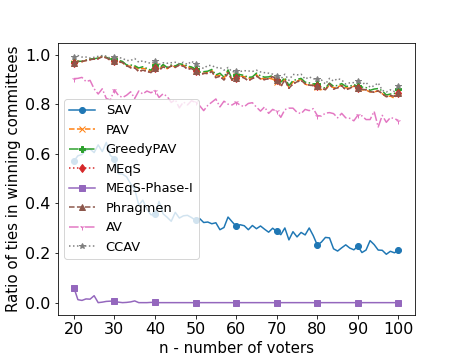 Ratio of ties in winning committees
1.0
0.8
0.6
0.4
0.2
0.0
SAV
PAV
GreedyPAV
MEqS
MEqS-Phase-I
Phragmen
AV
CCAV
20 30 40 50 60 70 80 90 100
n - number of voters